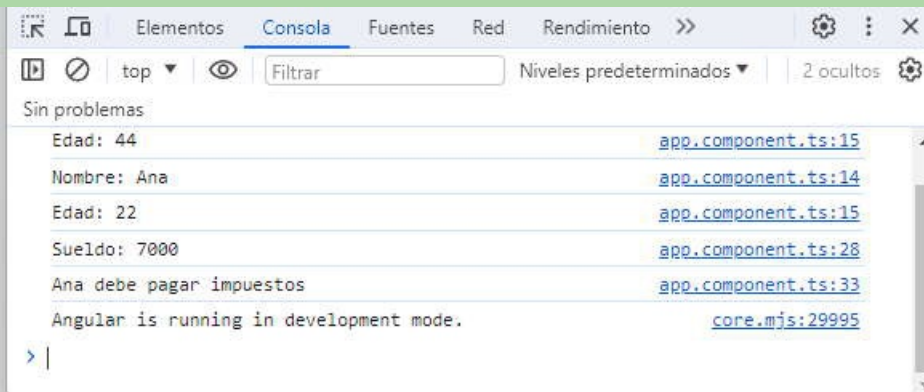 Elementos Consola Fuentes Red Rendimiento >>
top ▼ Filtrar Niveles predeterminados ▼ 2 ocultos
Sin problemas
Edad: 44 app.component.ts:15
Nombre: Ana app.component.ts:14
Edad: 22 app.component.ts:15
Sueldo: 7000 app.component.ts:28
Ana debe pagar impuestos app.component.ts:33
Angular is running in development mode. core.mjs:29995
>